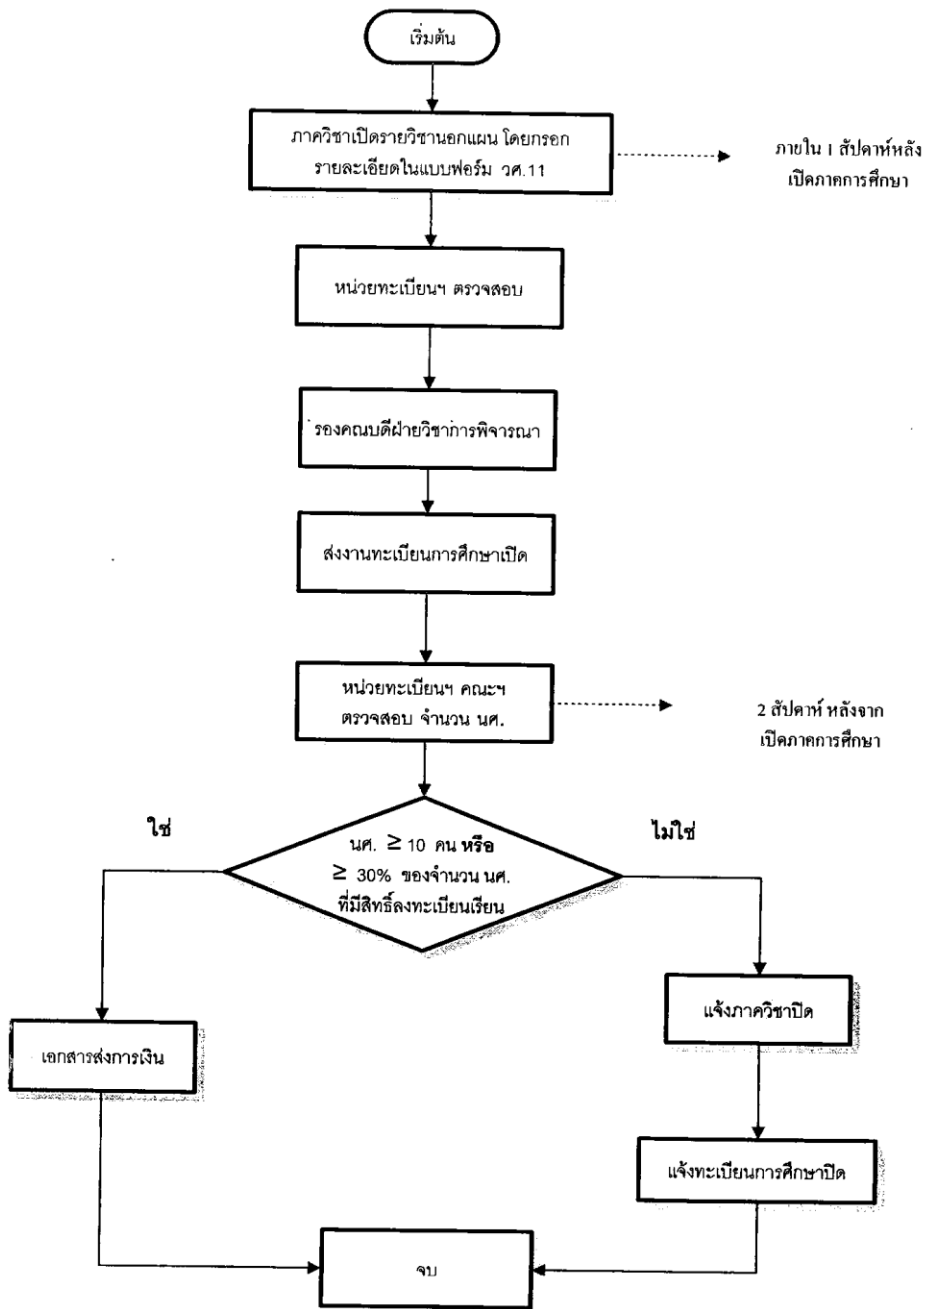 เริ่มต้น
ภาควิชาเปิดรายวิชานอกแผน โดยกรอก
รายละเอียดในแบบฟอร์ม วศ.11
ภายใน 1 สัปดาห์หลัง
เปิดภาคการศึกษา
หน่วยทะเบียนฯ ตรวจสอบ
รองคณบดีฝ่ายวิชาการพิจารณา
ส่งงานทะเบียนการศึกษาเปิด
หน่วยทะเบียนฯ คณะฯ
ตรวจสอบ จำนวน นศ.
2 สัปดาห์ หลังจาก
เปิดภาคการศึกษา
ใช่
ไม่ใช่
นศ. ≥ 10 คน หรือ
≥ 30% ของจำนวน นศ.
ที่มีสิทธิ์ลงทะเบียนเรียน
แจ้งภาควิชาปิด
เอกสารส่งการเงิน
แจ้งทะเบียนการศึกษาปิด
จบ